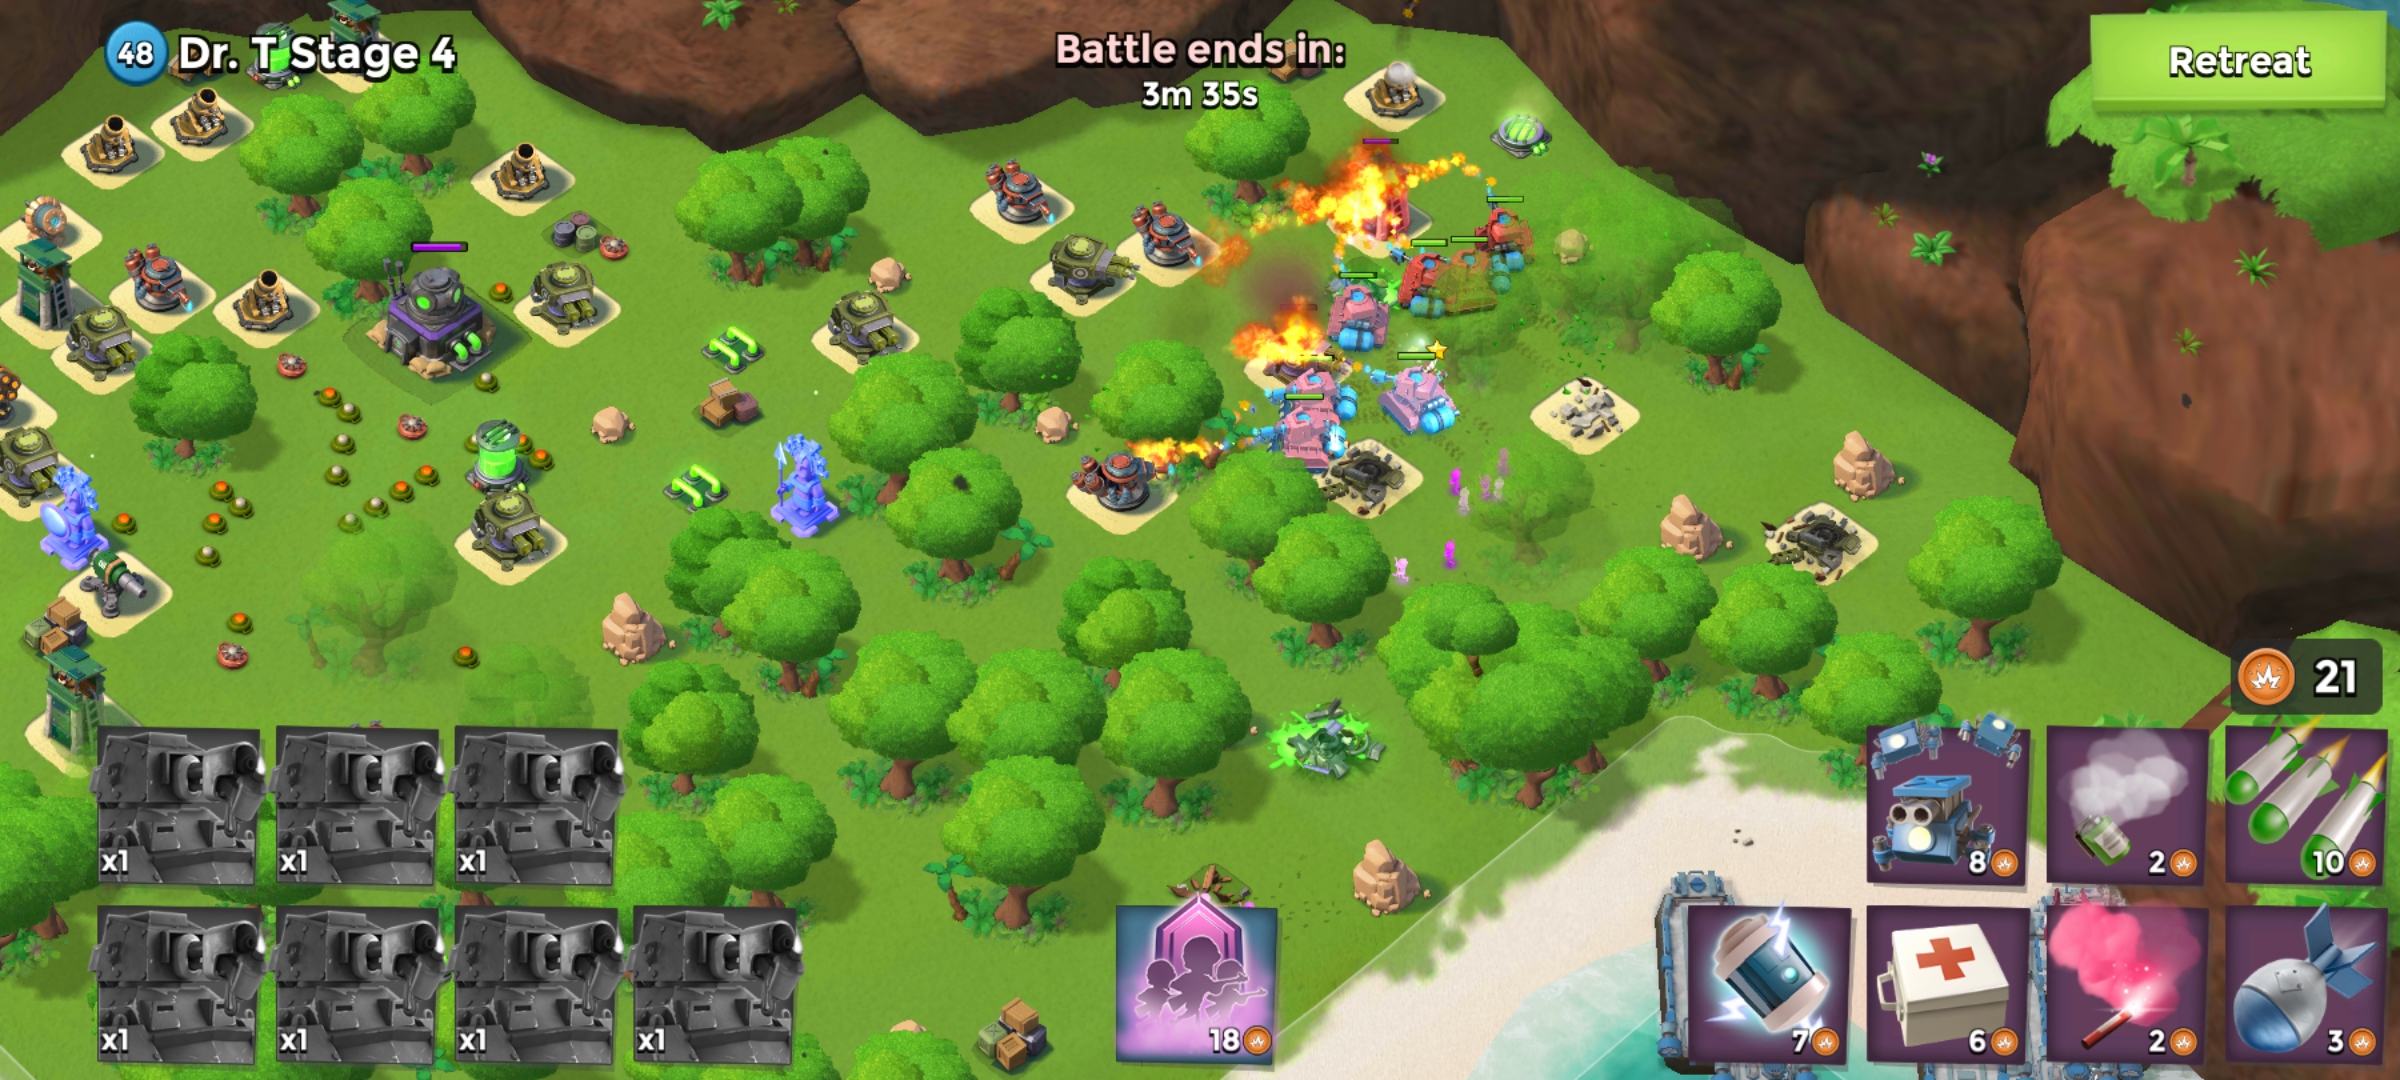 48 Dr. T Stage 4
Battle ends in:
3m 35s
Retreat
21
x1 x1 x1
8 2 10
x1 x1 x1 x1
18 7 6 2 3